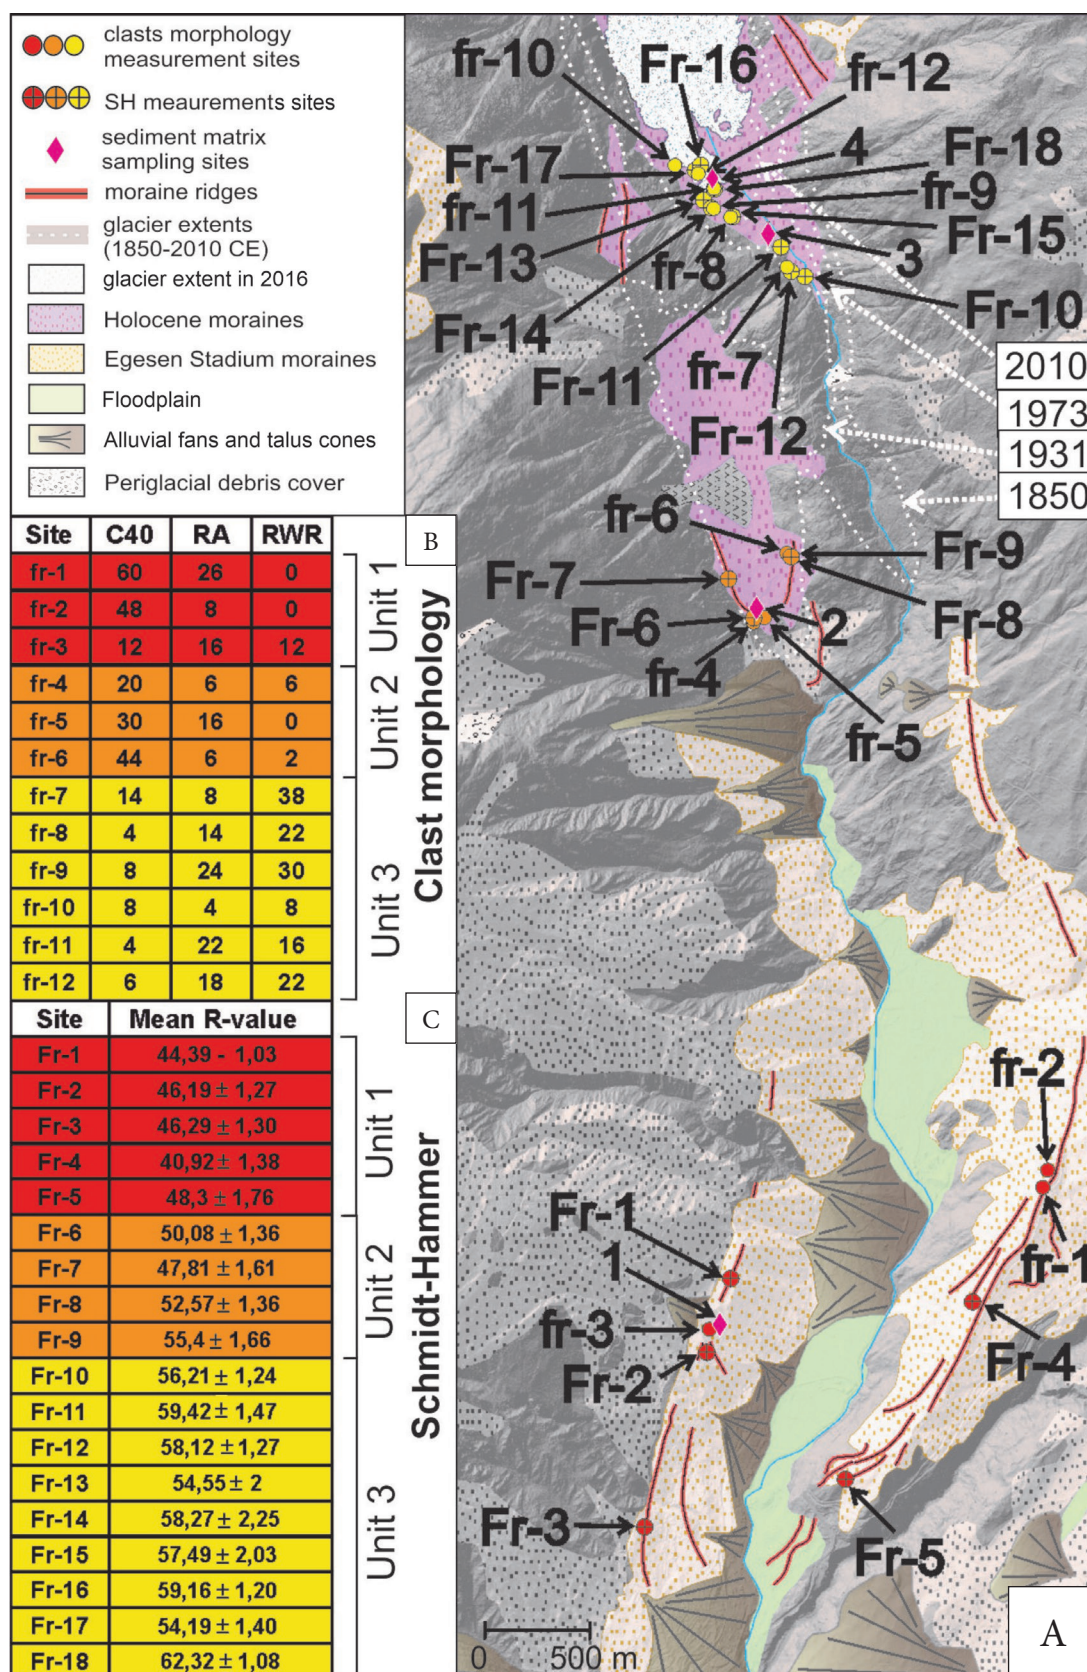 clasts morphology
measurement sites
SH meaurements sites
sediment matrix
sampling sites
moraine ridges
glacier extents
(1850-2010 CE)
glacier extent in 2016
Holocene moraines
Egesen Stadium moraines
Floodplain
Alluvial fans and talus cones
Periglacial debris cover
B
Site C40 RA RWR
fr-1 60 26 0
fr-2 48 8 0
fr-3 12 16 12
fr-4 20 6 6
fr-5 30 16 0
fr-6 44 6 2
fr-7 14 8 38
fr-8 4 14 22
fr-9 8 24 30
fr-10 8 4 8
fr-11 4 22 16
fr-12 6 18 22
Unit 1
Unit 2
Unit 3
Clast morphology
C
Site Mean R-value
Fr-1 44,39 - 1,03
Fr-2 46,19 ± 1,27
Fr-3 46,29 ± 1,30
Fr-4 40,92 ± 1,38
Fr-5 48,3 ± 1,76
Fr-6 50,08 ± 1,36
Fr-7 47,81 ± 1,61
Fr-8 52,57 ± 1,36
Fr-9 55,4 ± 1,66
Fr-10 56,21 ± 1,24
Fr-11 59,42 ± 1,47
Fr-12 58,12 ± 1,27
Fr-13 54,55 ± 2
Fr-14 58,27 ± 2,25
Fr-15 57,49 ± 2,03
Fr-16 59,16 ± 1,20
Fr-17 54,19 ± 1,40
Fr-18 62,32 ± 1,08
Unit 1
Unit 2
Unit 3
Schmidt-Hammer
fr-10
Fr-16
fr-12
Fr-17
4
Fr-18
fr-11
fr-9
Fr-13
fr-8
Fr-15
3
Fr-14
Fr-10
Fr-11
fr-7
Fr-12
2010
1973
1931
1850
fr-6
Fr-9
Fr-7
Fr-8
Fr-6
2
fr-4
fr-5
fr-2
Fr-1
1
fr-1
fr-3
Fr-4
Fr-2
Fr-3
Fr-5
0 500 m
A